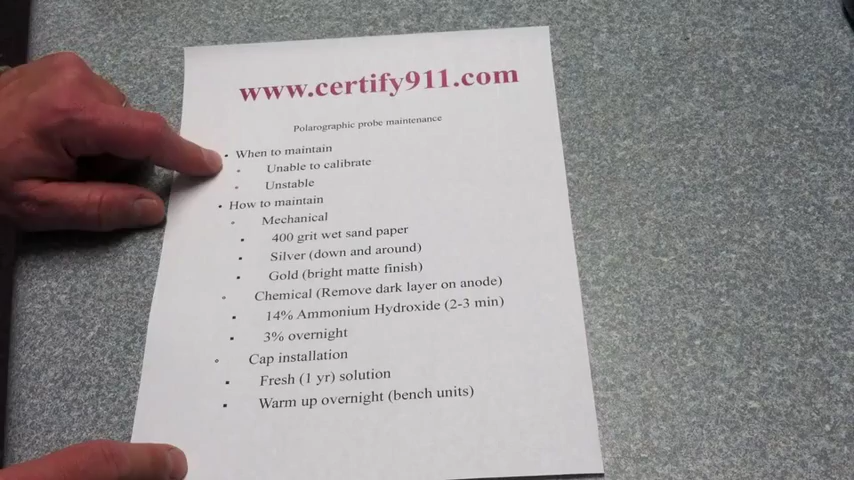 www.certify911.com
Polarographic probe maintenance
When to maintain
Unable to calibrate
Unstable
How to maintain
Mechanical
400 grit wet sand paper
Silver (down and around)
Gold (bright matte finish)
Chemical (Remove dark layer on anode)
14% Ammonium Hydroxide (2-3 min)
3% overnight
Cap installation
Fresh (1 yr) solution
Warm up overnight (bench units)